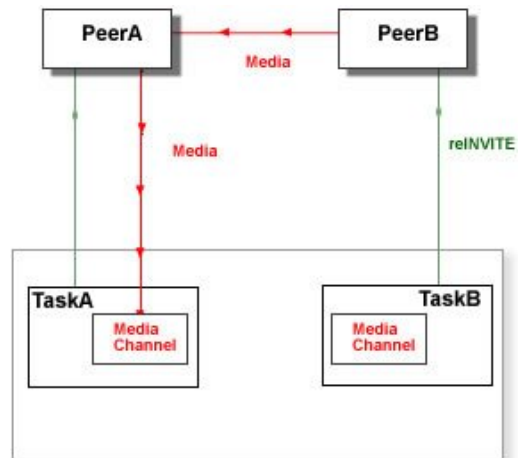 PeerA
PeerB
Media
Media
reINVITE
TaskA
TaskB
Media
Channel
Media
Channel